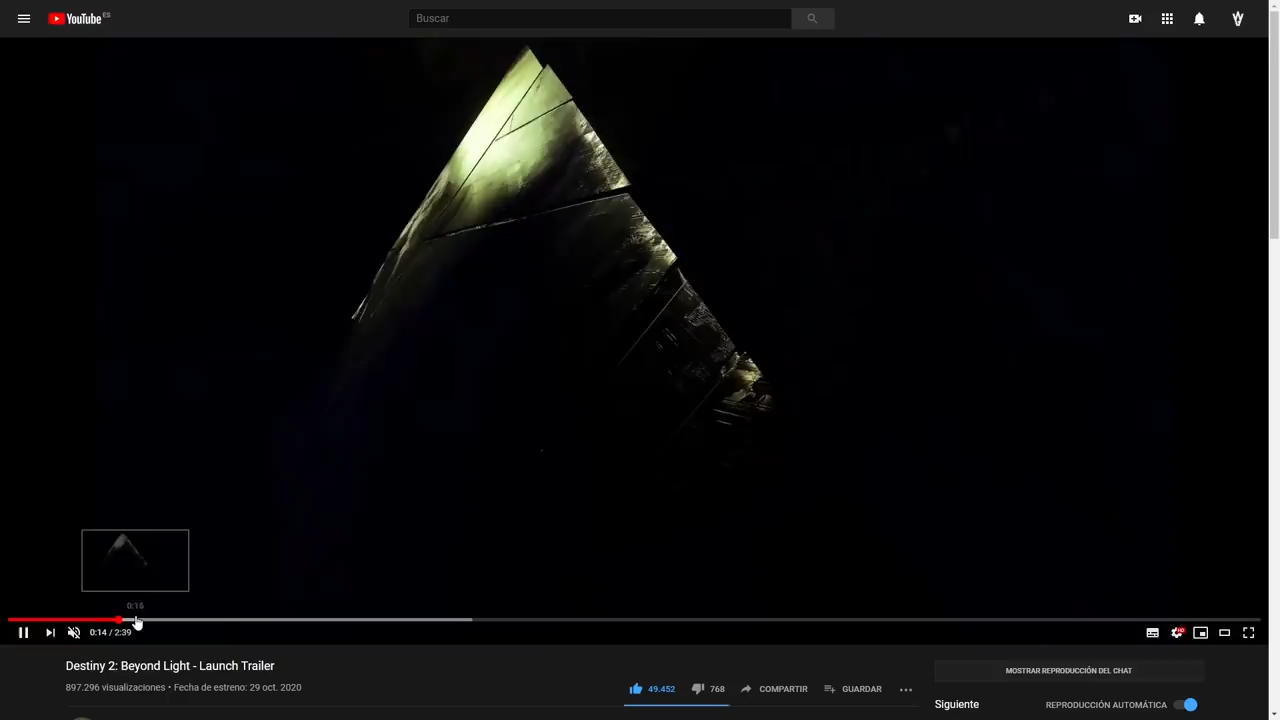 YouTube ES
Buscar
0:16
0:14 / 2:39
HD
Destiny 2: Beyond Light - Launch Trailer
897.296 visualizaciones • Fecha de estreno: 29 oct. 2020
49.452
768
COMPARTIR
GUARDAR
MOSTRAR REPRODUCCIÓN DEL CHAT
Siguiente
REPRODUCCIÓN AUTOMÁTICA